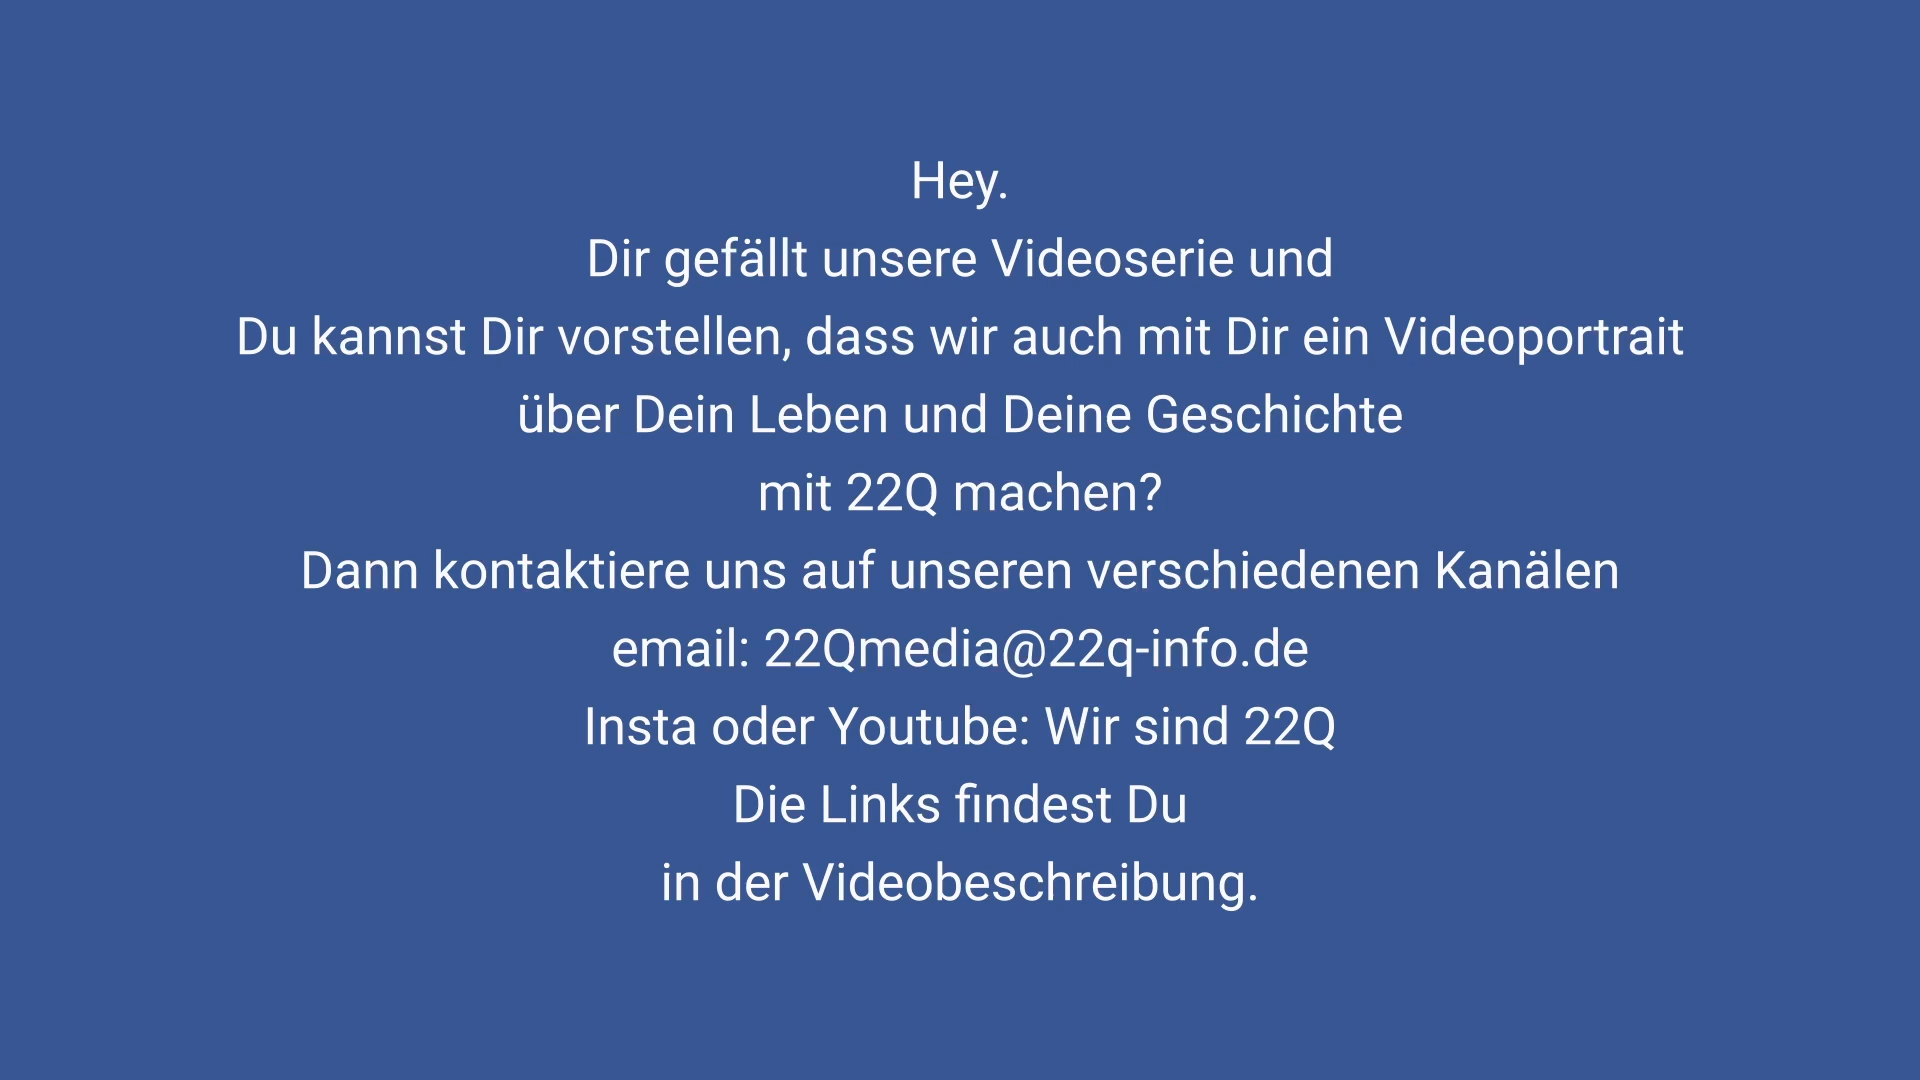 Hey.
Dir gefällt unsere Videoserie und
Du kannst Dir vorstellen, dass wir auch mit Dir ein Videoportrait
über Dein Leben und Deine Geschichte
mit 22Q machen?
Dann kontaktiere uns auf unseren verschiedenen Kanälen
email: 22Qmedia@22q-info.de
Insta oder Youtube: Wir sind 22Q
Die Links findest Du
in der Videobeschreibung.